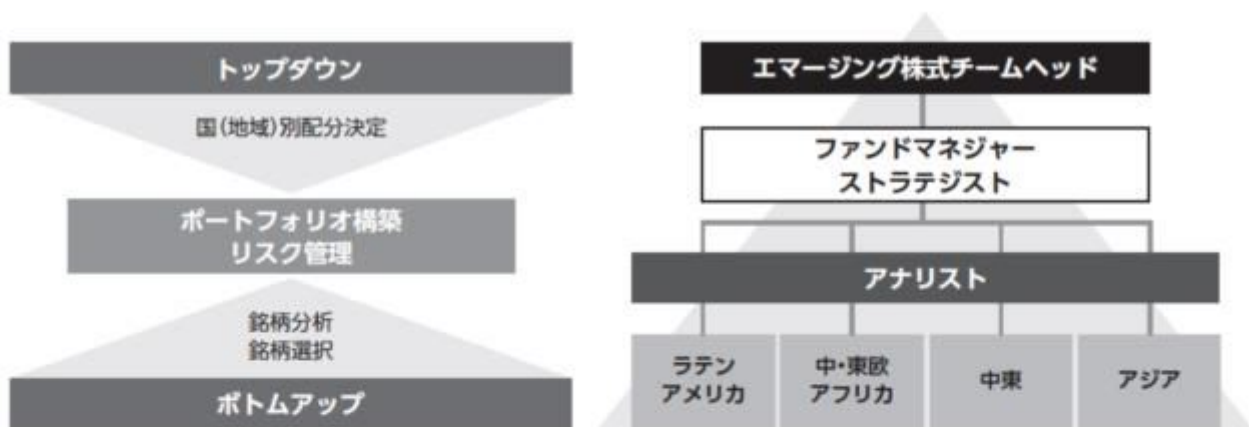 トップダウン
国(地域)別配分決定
ポートフォリオ構築
リスク管理
銘柄分析
銘柄選択
ボトムアップ
エマージング株式チームヘッド
ファンドマネジャー
ストラテジスト
アナリスト
ラテン
アメリカ
中・東欧
アフリカ
中東
アジア